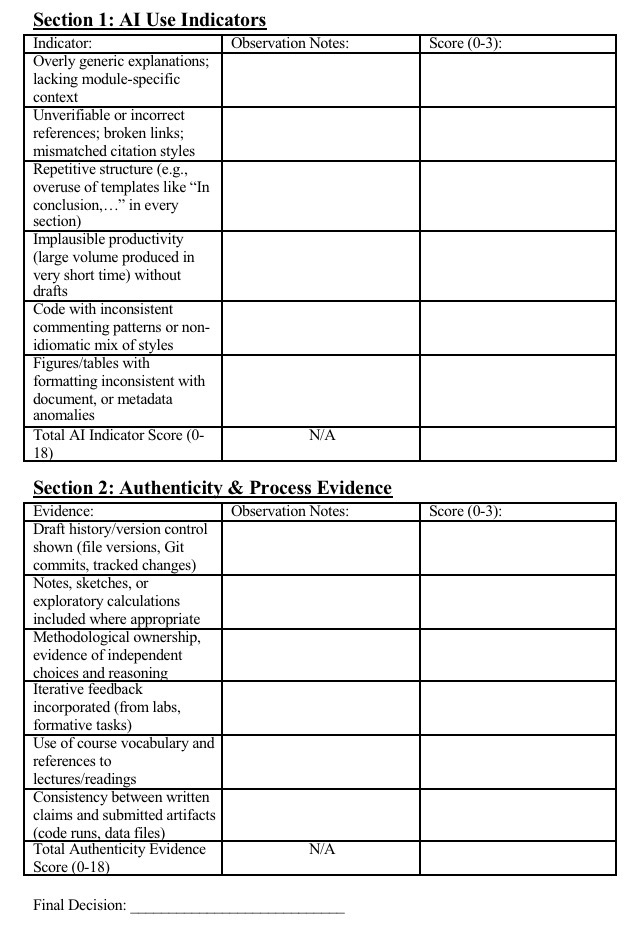 Section 1: AI Use Indicators
Indicator:
Observation Notes:
Score (0-3):
Overly generic explanations;
lacking module-specific
context
Unverifiable or incorrect
references; broken links;
mismatched citation styles
Repetitive structure (e.g.,
overuse of templates like “In
conclusion,…” in every
section)
Implausible productivity
(large volume produced in
very short time) without
drafts
Code with inconsistent
commenting patterns or non-
idiomatic mix of styles
Figures/tables with
formatting inconsistent with
document, or metadata
anomalies
Total AI Indicator Score (0-
18)
N/A
Section 2: Authenticity & Process Evidence
Evidence:
Observation Notes:
Score (0-3):
Draft history/version control
shown (file versions, Git
commits, tracked changes)
Notes, sketches, or
exploratory calculations
included where appropriate
Methodological ownership,
evidence of independent
choices and reasoning
Iterative feedback
incorporated (from labs,
formative tasks)
Use of course vocabulary and
references to
lectures/readings
Consistency between written
claims and submitted artifacts
(code runs, data files)
Total Authenticity Evidence
Score (0-18)
N/A
Final Decision: ____________________________